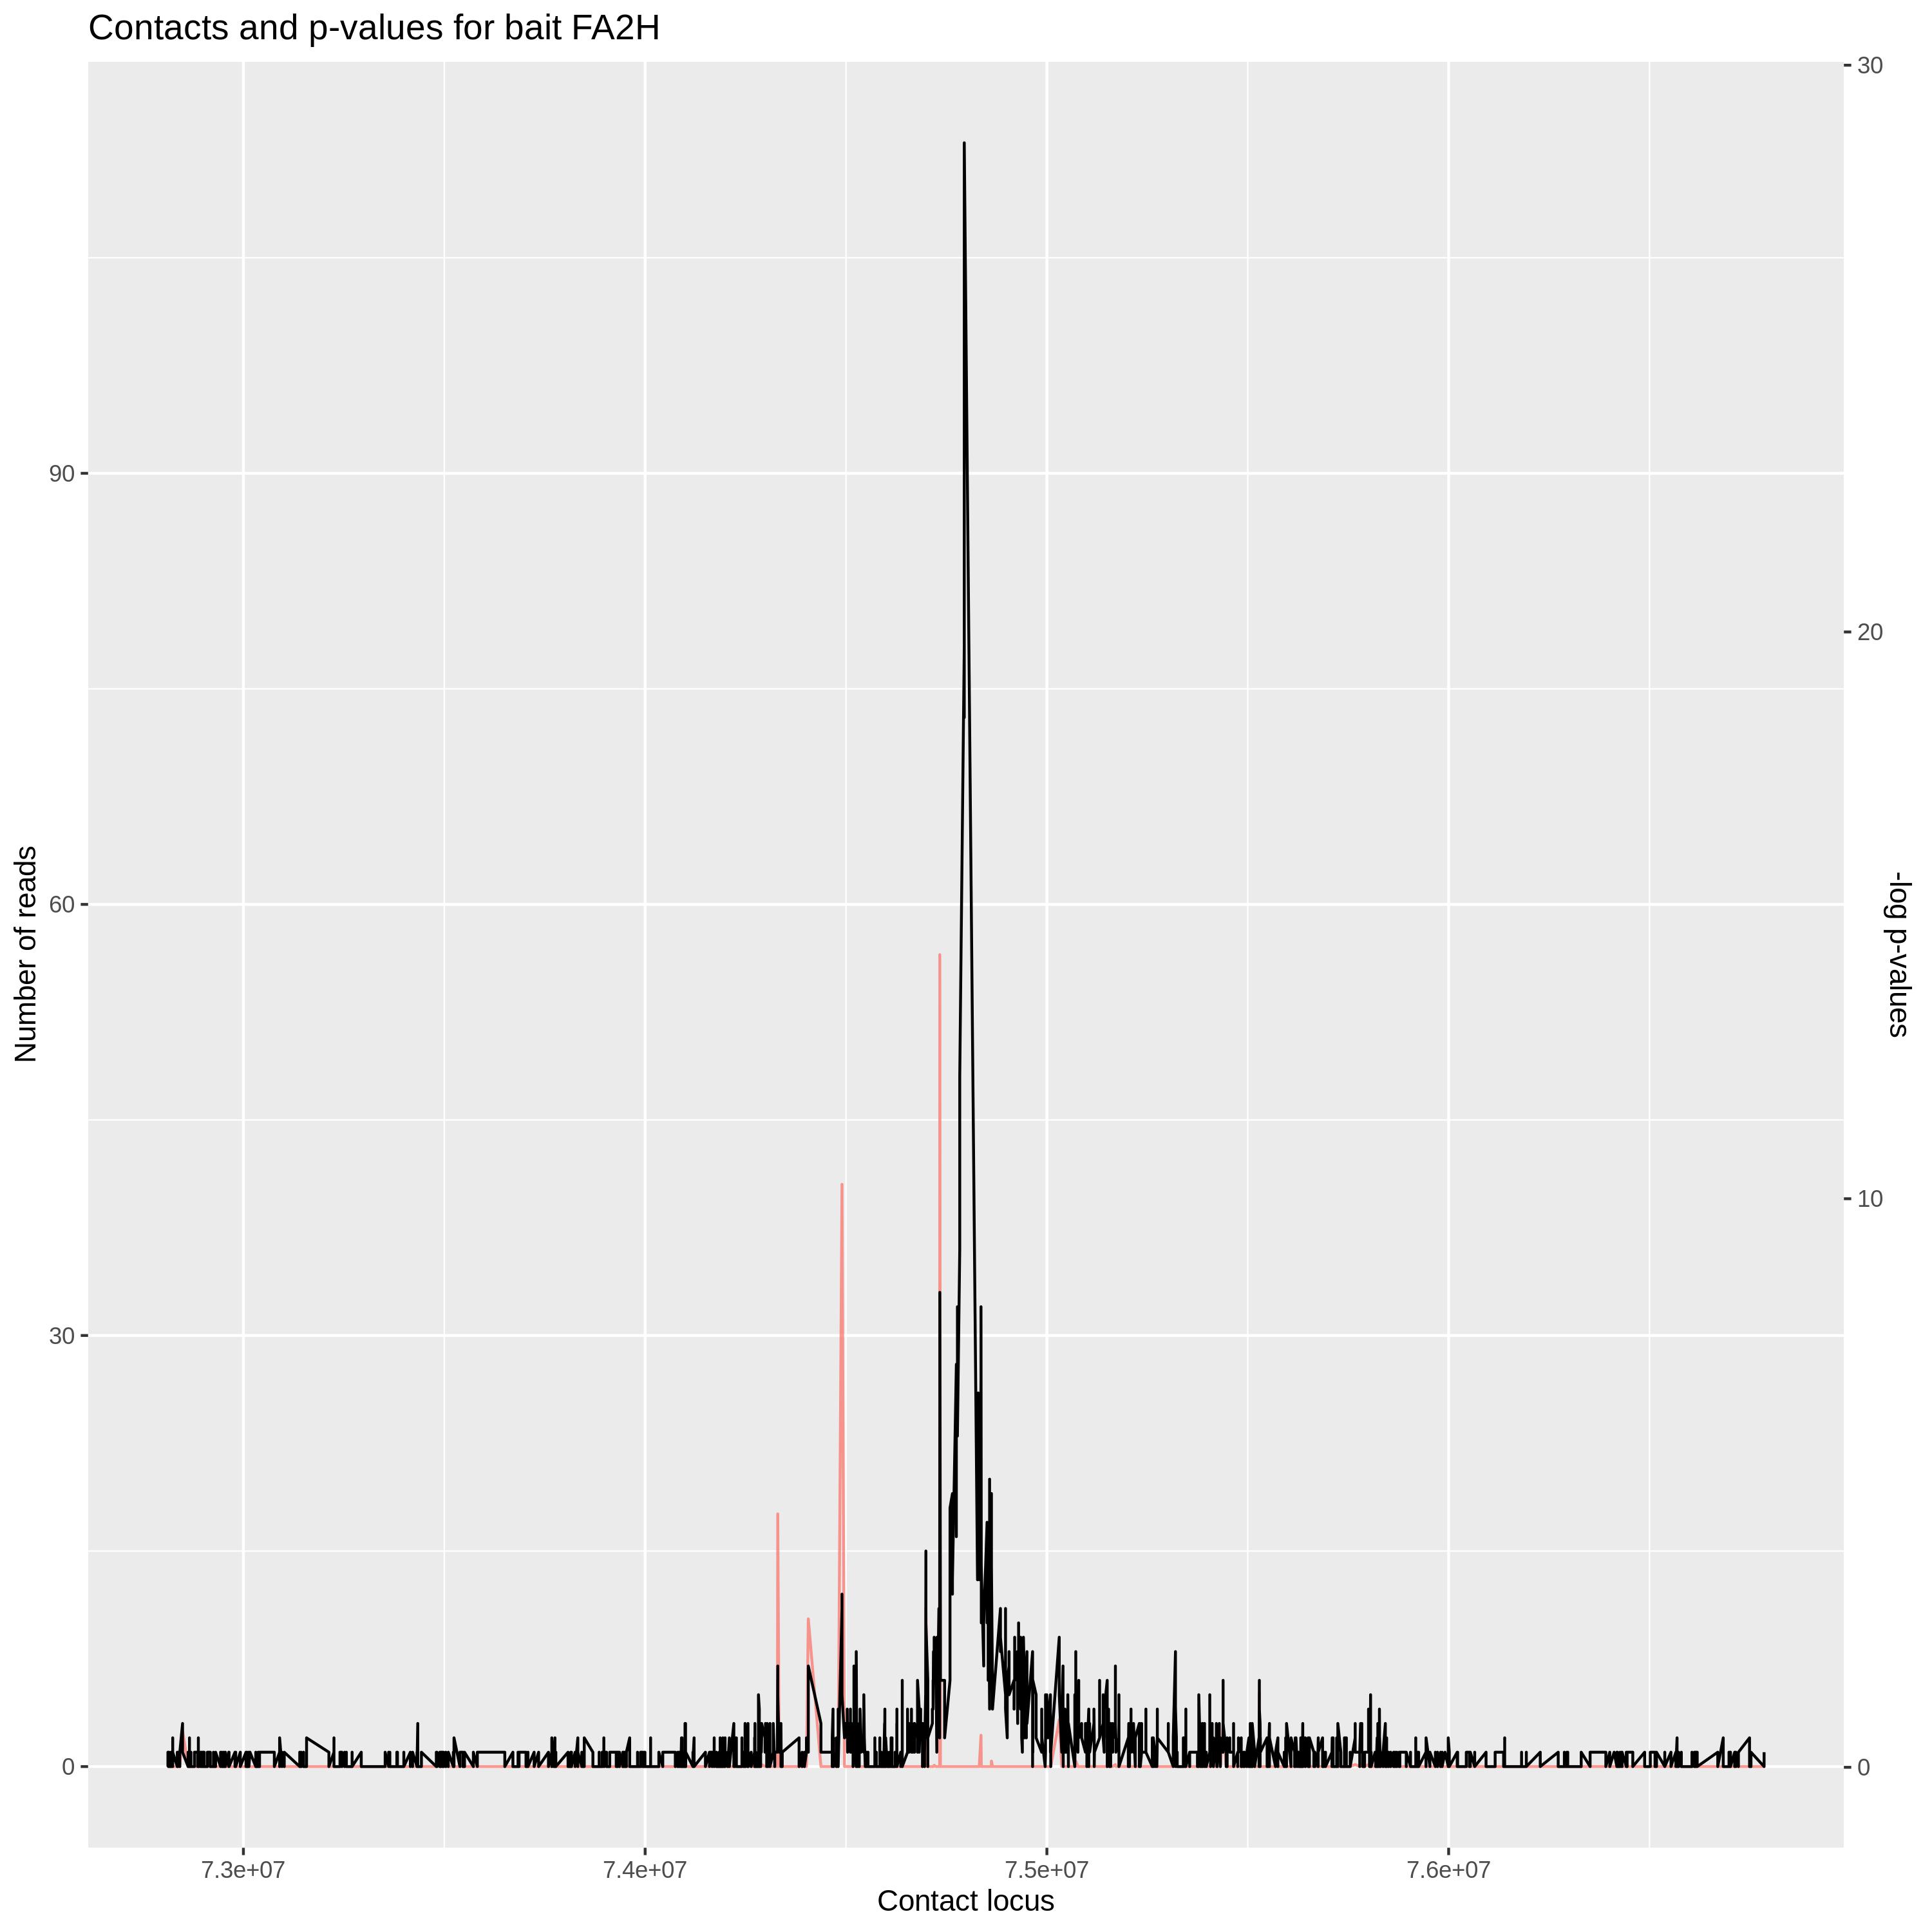 Contacts and p-values for bait FA2H
30
90
20
60
Number of reads
-log p-values
10
30
0
0
7.3e+07
7.4e+07
7.5e+07
7.6e+07
Contact locus